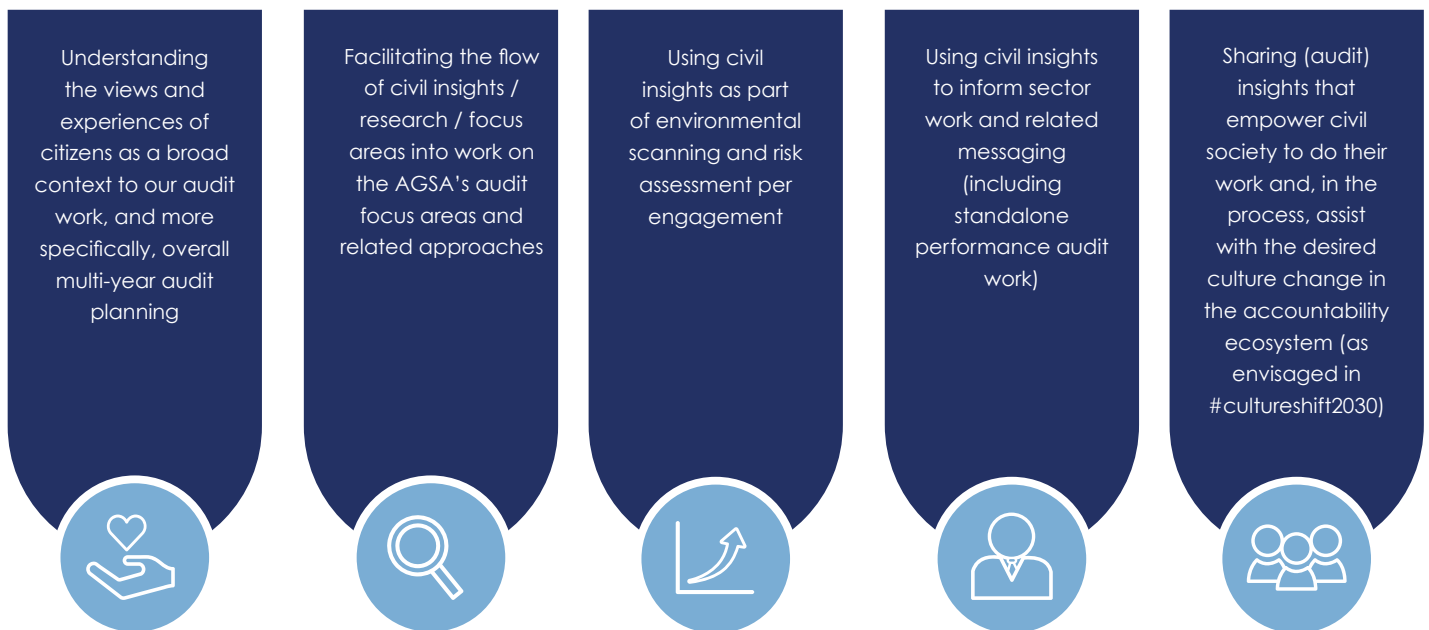 Understanding
the views and
experiences of
citizens as a broad
context to our audit
work, and more
specifically, overall
multi-year audit
planning
Facilitating the flow
of civil insights /
research / focus
areas into work on
the AGSA’s audit
focus areas and
related approaches
Using civil
insights as part
of environmental
scanning and risk
assessment per
engagement
Using civil insights
to inform sector
work and related
messaging
(including
standalone
performance audit
work)
Sharing (audit)
insights that
empower civil
society to do their
work and, in the
process, assist
with the desired
culture change in
the accountability
ecosystem (as
envisaged in
#cultureshift2030)